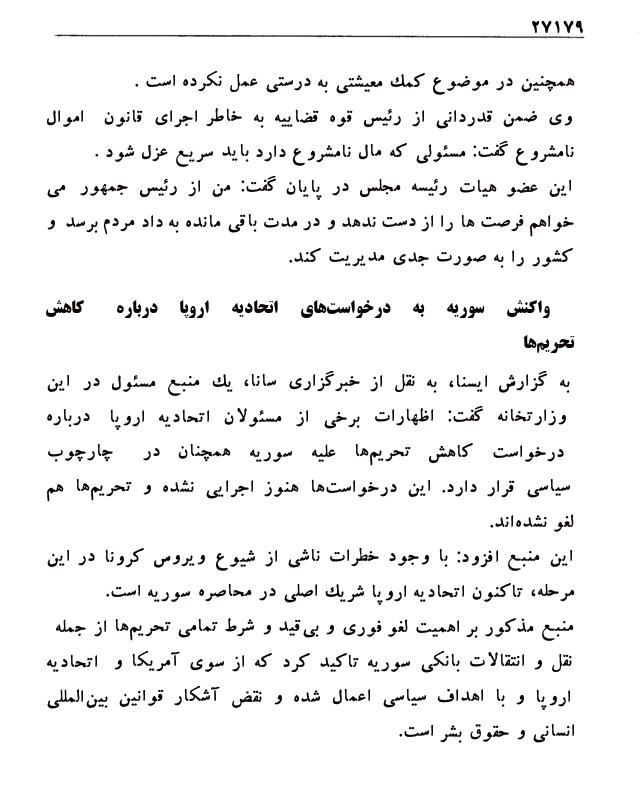 ۲۷۱۷۹
همچنین در موضوع کمک معیشتی به درستی عمل نکرده است .
وی ضمن قدردانی از رئیس قوه قضاییه به خاطر اجرای قانون اموال
نامشروع گفت: مسئولی که مال نامشروع دارد باید سریع عزل شود .
این عضو هیات رئیسه مجلس در پایان گفت: من از رئیس جمهور می
خواهم فرصت ها را از دست ندهد و در مدت باقی مانده به داد مردم برسد و
کشور را به صورت جدی مدیریت کند.
واکنش سوریه به درخواست‌های اتحادیه اروپا درباره کاهش
تحریم‌ها
به گزارش ایسنا، به نقل از خبرگزاری سانا، یک منبع مسئول در این
وزارتخانه گفت: اظهارات برخی از مسئولان اتحادیه اروپا درباره
درخواست کاهش تحریم‌ها علیه سوریه همچنان در چارچوب
سیاسی قرار دارد. این درخواست‌ها هنوز اجرایی نشده و تحریم‌ها هم
لغو نشده‌اند.
این منبع افزود: با وجود خطرات ناشی از شیوع ویروس کرونا در این
مرحله، تاکنون اتحادیه اروپا شریک اصلی در محاصره سوریه است.
منبع مذکور بر اهمیت لغو فوری و بی‌قید و شرط تمامی تحریم‌ها از جمله
نقل و انتقالات بانکی سوریه تاکید کرد که از سوی آمریکا و اتحادیه
اروپا و با اهداف سیاسی اعمال شده و نقض آشکار قوانین بین‌المللی
انسانی و حقوق بشر است.